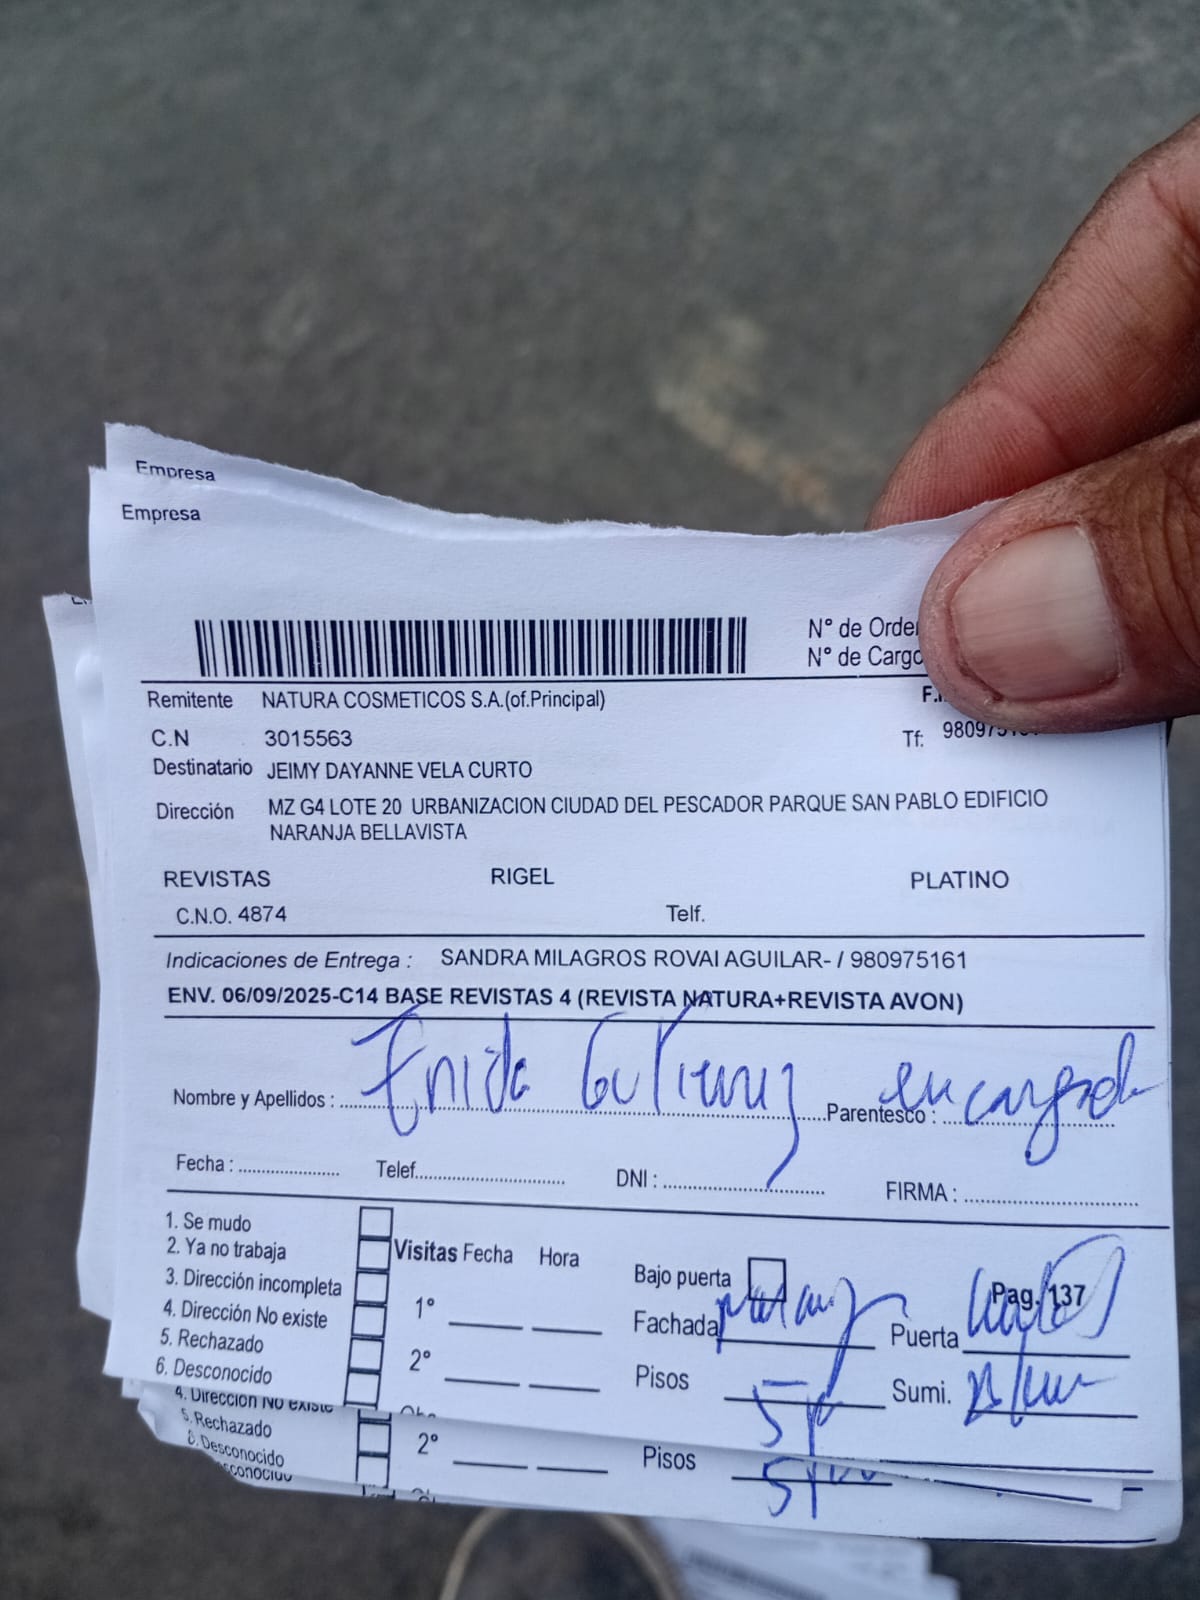 Empresa
Empresa
N° de Orde
N° de Cargo
Remitente NATURA COSMETICOS S.A.(of.Principal)
C.N 3015563 Tf:
Destinatario JEIMY DAYANNE VELA CURTO
Dirección MZ G4 LOTE 20 URBANIZACION CIUDAD DEL PESCADOR PARQUE SAN PABLO EDIFICIO
NARANJA BELLAVISTA
REVISTAS RIGEL PLATINO
C.N.O. 4874 Telf.
Indicaciones de Entrega : SANDRA MILAGROS ROVAI AGUILAR- / 980975161
ENV. 06/09/2025-C14 BASE REVISTAS 4 (REVISTA NATURA+REVISTA AVON)
Nombre y Apellidos : Enida Gutierrez Parentesco : encargada
Fecha : Telef. DNI : FIRMA :
1. Se mudo
2. Ya no trabaja Visitas Fecha Hora Bajo puerta Pag. 137
3. Dirección incompleta 1° Fachada Puerta
4. Dirección No existe
5. Rechazado 2° Pisos 5p Sumi.
6. Desconocido
4. Dirección No existe
5. Rechazado 2° Pisos
6. Desconocido